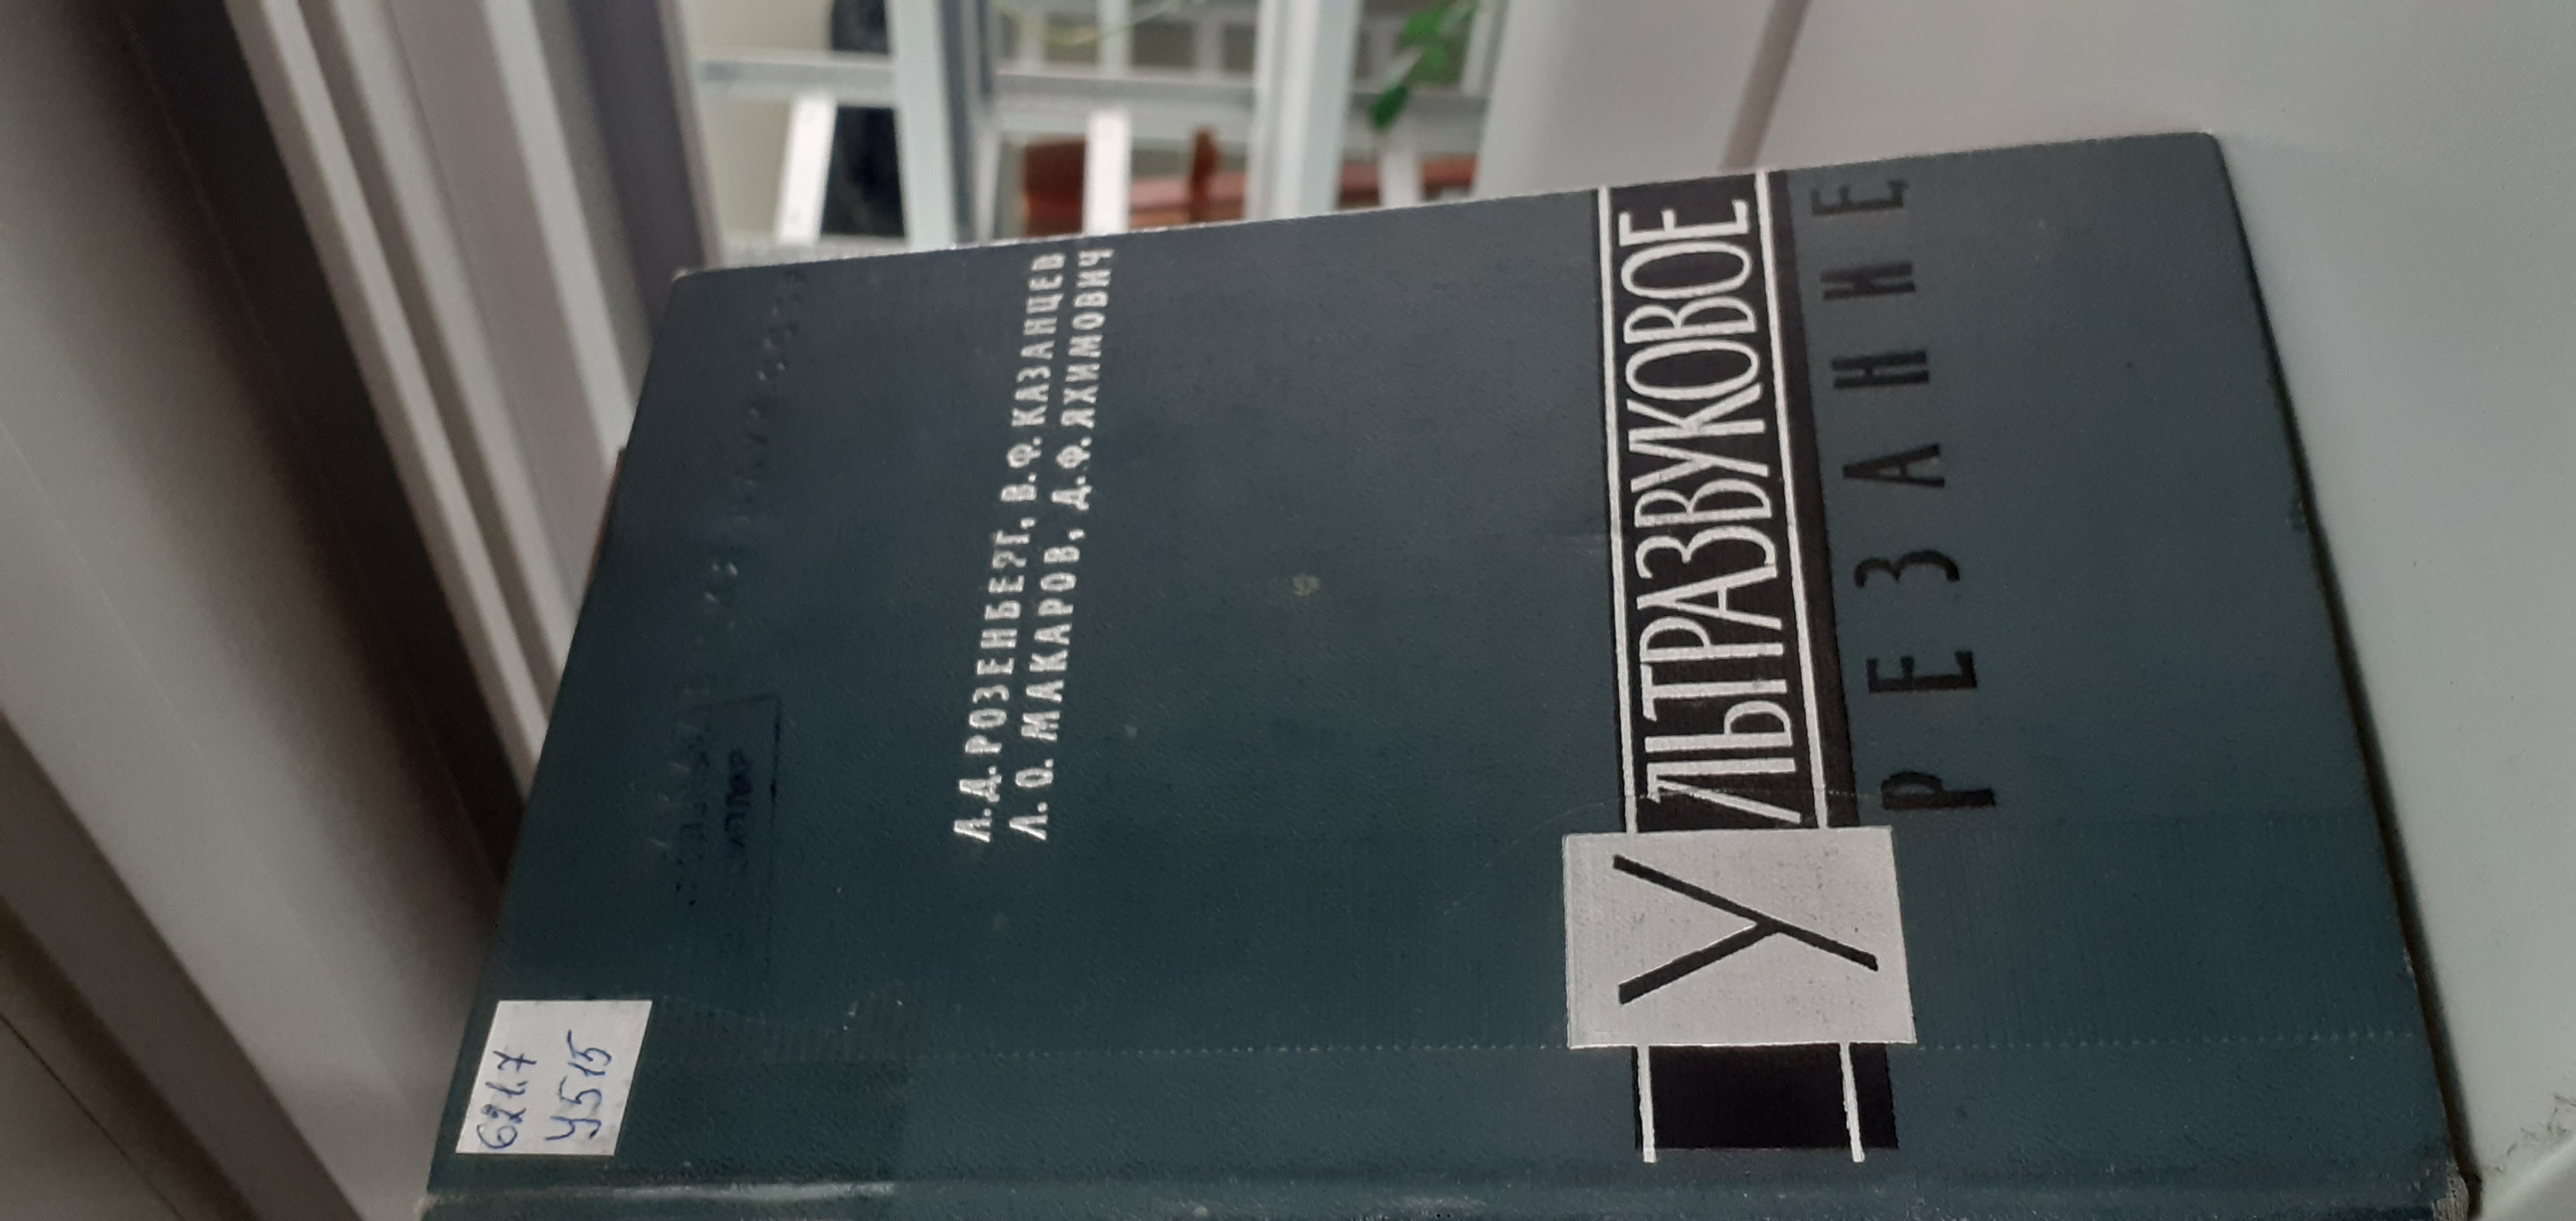 621.7
У515
Л.Д. РОЗЕНБЕРГ, В.Ф. КАЗАНЦЕВ
Л.О. МАКАРОВ, Д.Ф. ЯХИМОВИЧ
УЛЬТРАЗВУКОВОЕ
РЕЗАНИЕ